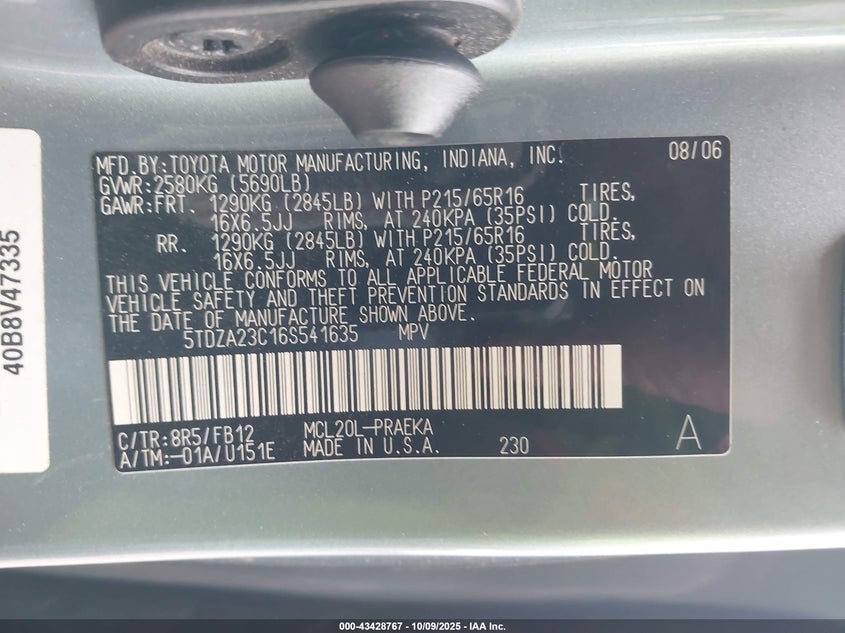 MFD.BY:TOYOTA MOTOR MANUFACTURING, INDIANA, INC. 08/06
GVWR:2580KG (5690LB)
GAWR:FRT. 1290KG (2845LB) WITH P215/65R16 TIRES,
16X6.5JJ RIMS, AT 240KPA (35PSI) COLD.
RR. 1290KG (2845LB) WITH P215/65R16 TIRES,
16X6.5JJ RIMS, AT 240KPA (35PSI) COLD.
THIS VEHICLE CONFORMS TO ALL APPLICABLE FEDERAL MOTOR
VEHICLE SAFETY AND THEFT PREVENTION STANDARDS IN EFFECT ON
THE DATE OF MANUFACTURE SHOWN ABOVE.
5TDZA23C16S541635 MPV
C/TR:8R5/FB12 MCL20L-PRAEKA
A/TM:-01A/U151E MADE IN U.S.A. 230 A
40B8V47335
000-43428767 - 10/09/2025 - IAA Inc.